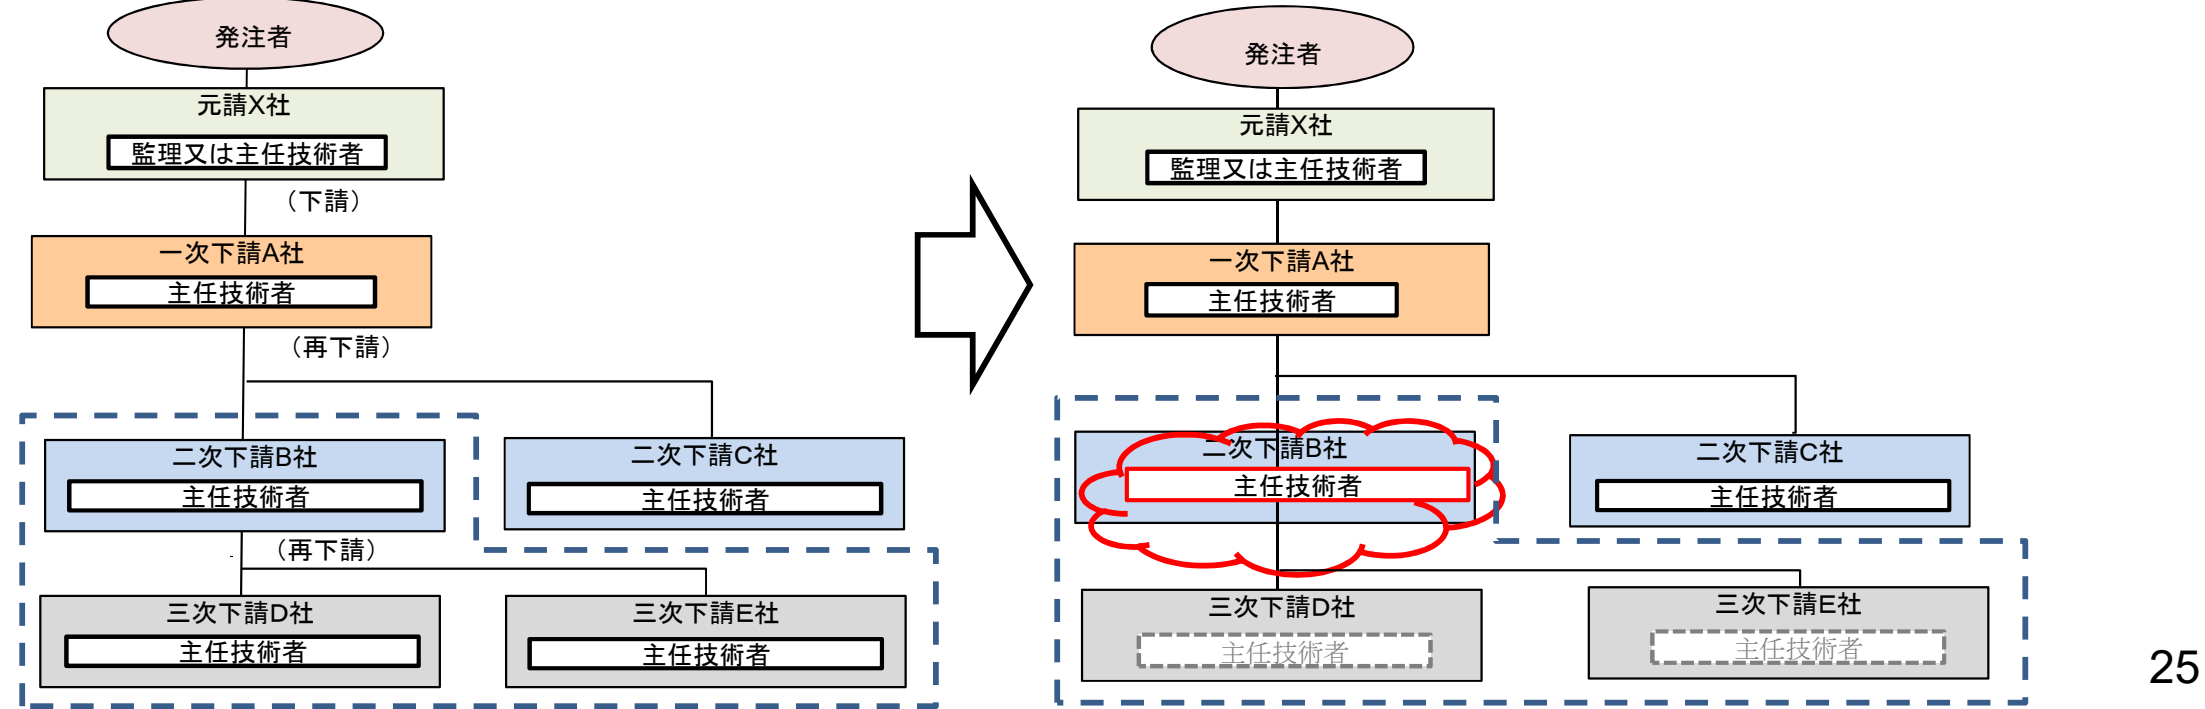 発注者
元請X社
監理又は主任技術者
（下請）
一次下請A社
主任技術者
（再下請）
二次下請B社
主任技術者
二次下請C社
主任技術者
（再下請）
三次下請D社
主任技術者
三次下請E社
主任技術者
発注者
元請X社
監理又は主任技術者
一次下請A社
主任技術者
二次下請B社
主任技術者
二次下請C社
主任技術者
三次下請D社
主任技術者
三次下請E社
主任技術者
25